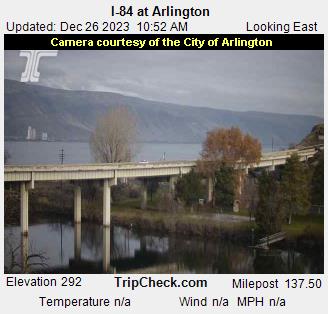 I-84 at Arlington
Updated: Dec 26 2023 10:52 AM Looking East
Camera courtesy of the City of Arlington
Elevation 292 TripCheck.com Milepost 137.50
Temperature n/a Wind n/a MPH n/a